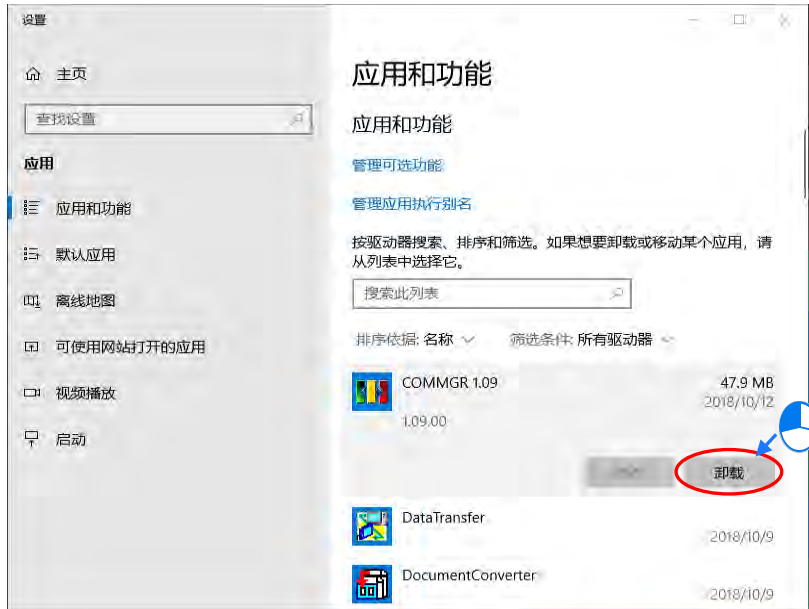 设置
主页
查找设置
应用
应用和功能
默认应用
离线地图
可使用网站打开的应用
视频播放
启动
应用和功能
应用和功能
管理可选功能
管理应用执行别名
按驱动器搜索、排序和筛选。如果想要卸载或移动某个应用，请
从列表中选择它。
搜索此列表
排序依据: 名称 筛选条件: 所有驱动器
COMMGR 1.09 47.9 MB
2018/10/12
1.09.00
卸载
DataTransfer
2018/10/9
DocumentConverter
2018/10/9